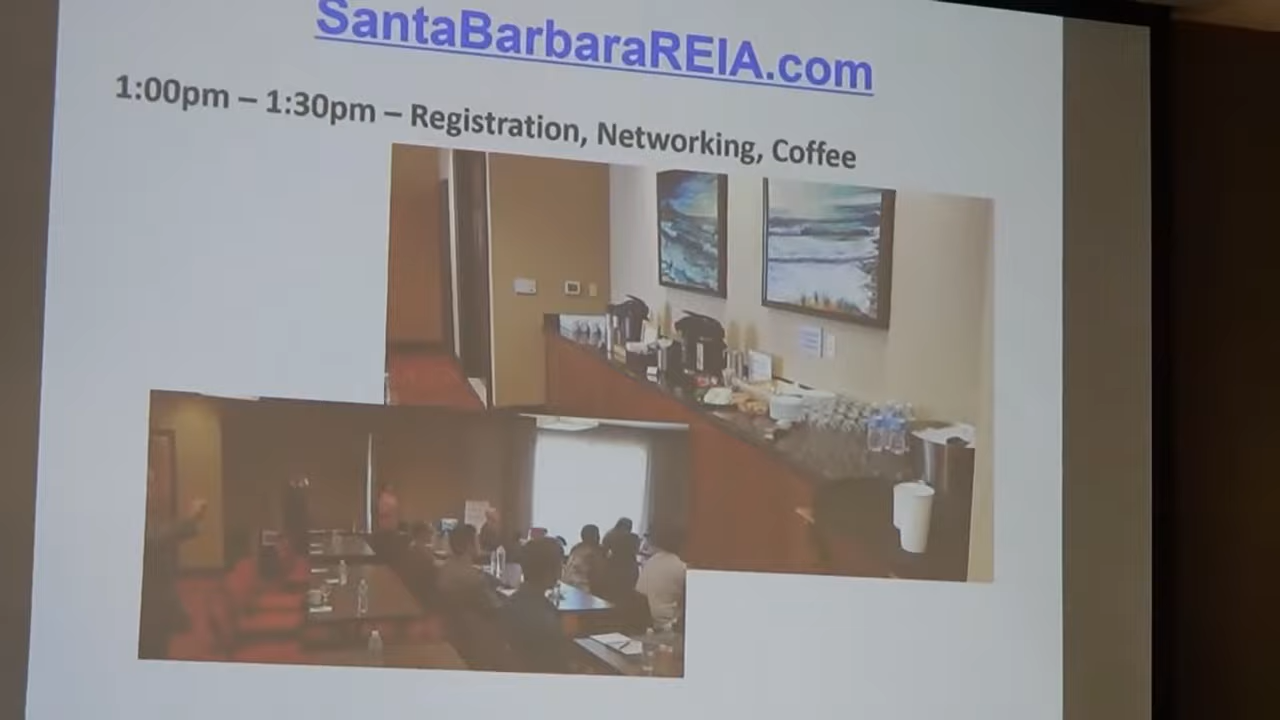 SantaBarbaraREIA.com
1:00pm – 1:30pm – Registration, Networking, Coffee